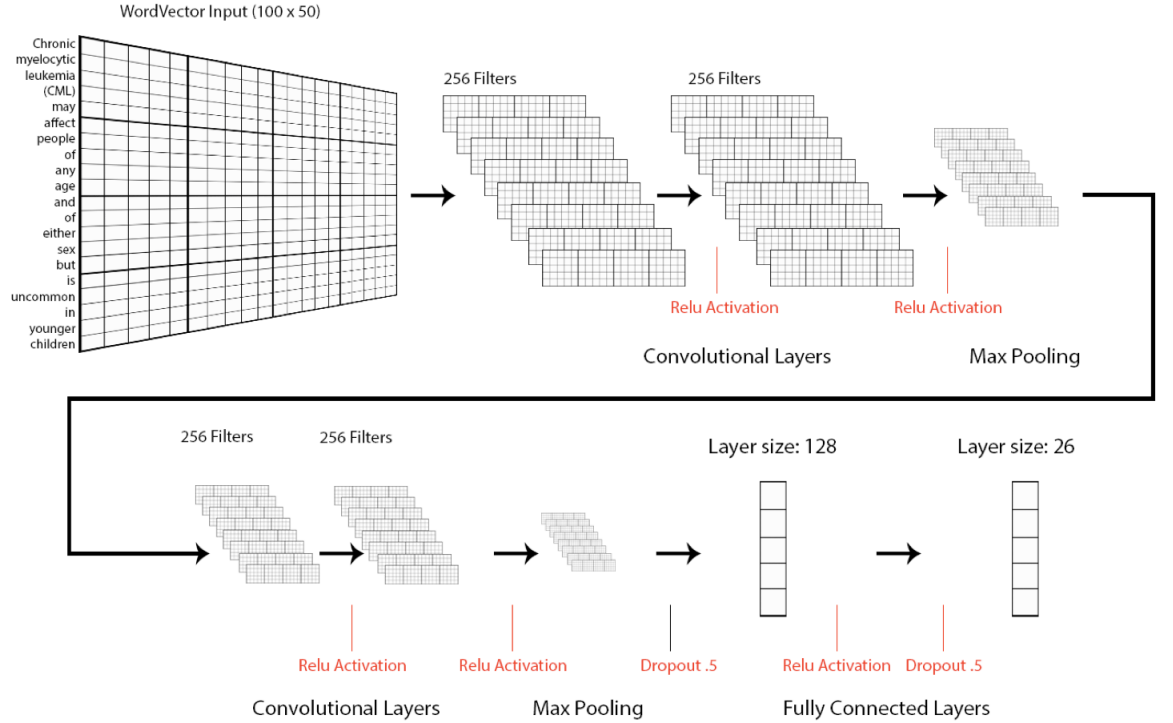 WordVector Input (100 x 50)
Chronic
myelocytic
leukemia
(CML)
may
affect
people
of
any
age
and
of
either
sex
but
is
uncommon
in
younger
children
256 Filters
256 Filters
Relu Activation
Relu Activation
Convolutional Layers
Max Pooling
256 Filters
256 Filters
Layer size: 128
Layer size: 26
Relu Activation
Relu Activation
Dropout .5
Relu Activation
Dropout .5
Convolutional Layers
Max Pooling
Fully Connected Layers